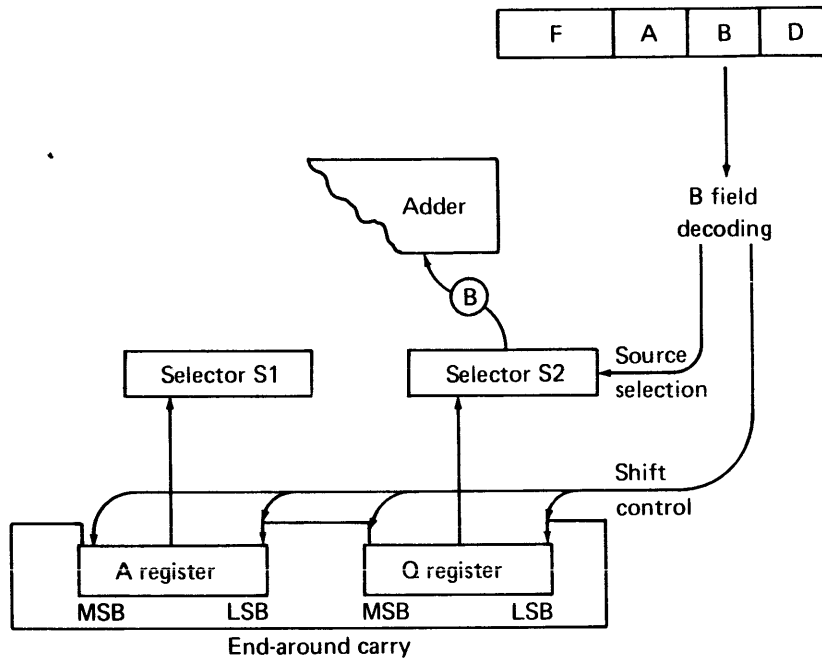 F A B D
B field
decoding
Adder
B
Selector S1
Selector S2
Source
selection
Shift
control
A register
Q register
MSB LSB MSB LSB
End-around carry